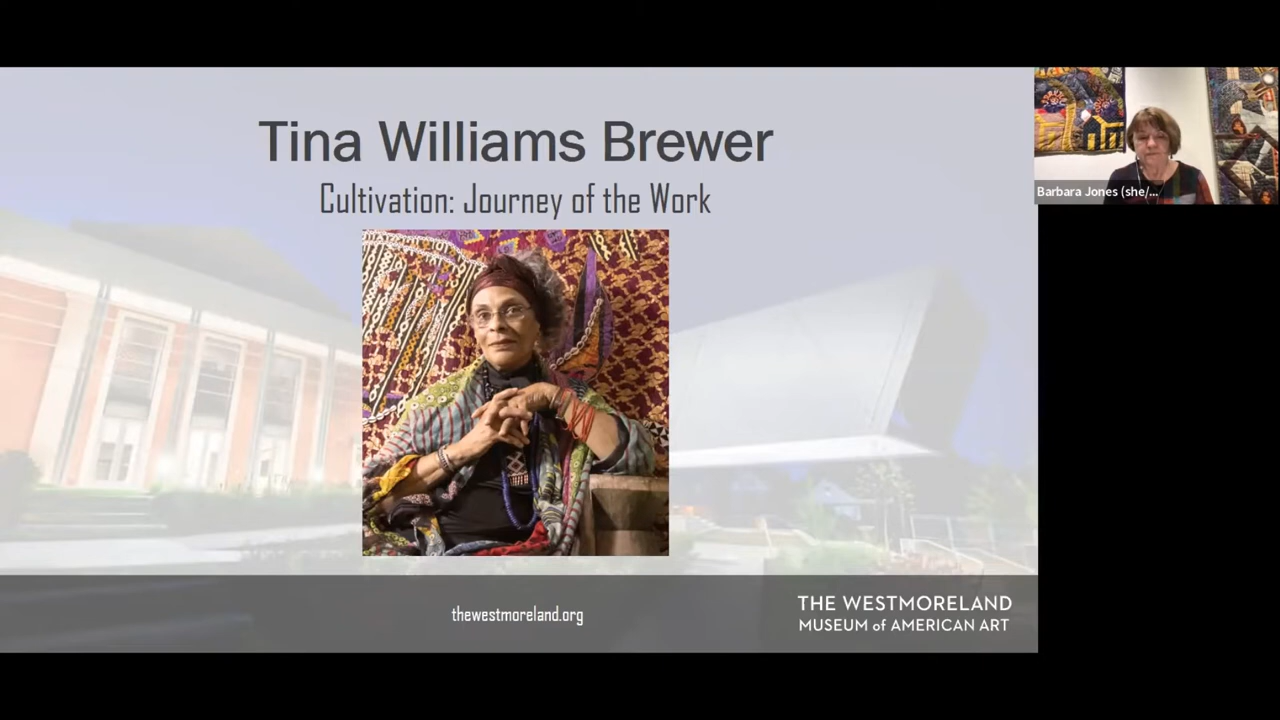 Tina Williams Brewer
Cultivation: Journey of the Work
Barbara Jones (she/...
thewestmoreland.org
THE WESTMORELAND
MUSEUM of AMERICAN ART